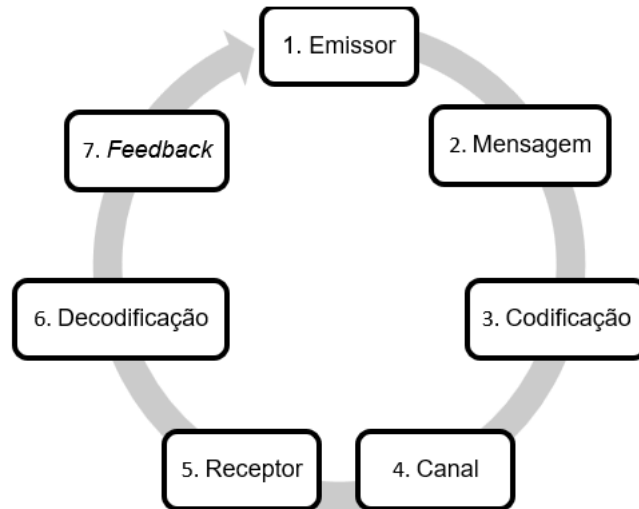 1. Emissor
2. Mensagem
3. Codificação
4. Canal
5. Receptor
6. Decodificação
7. Feedback